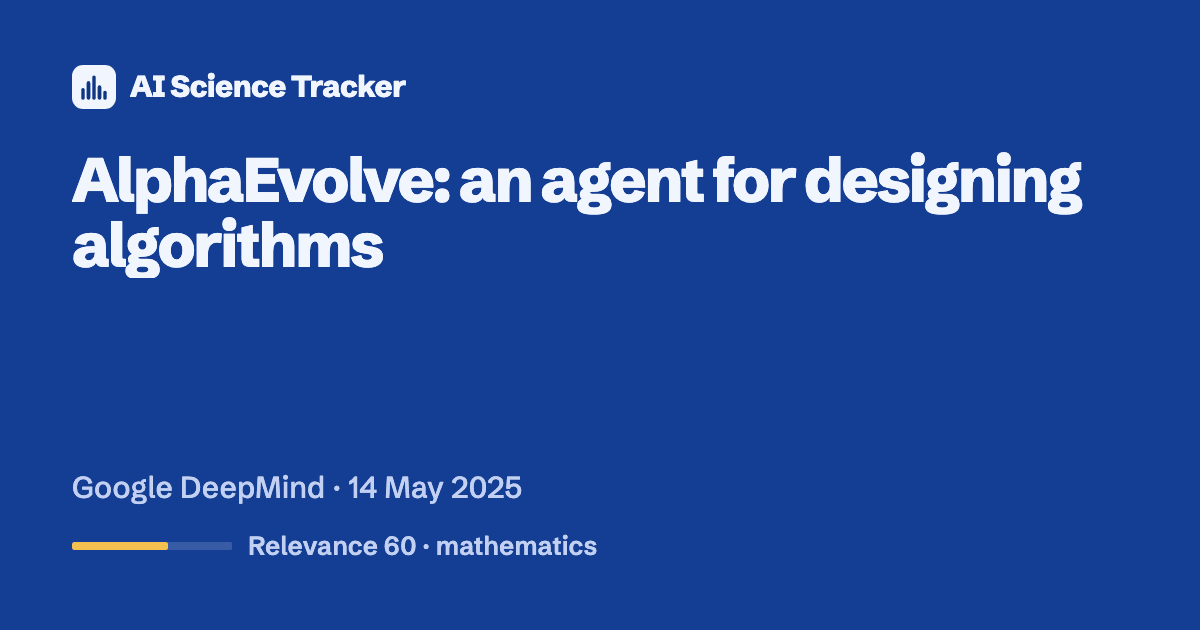 AI Science Tracker
AlphaEvolve: an agent for designing
algorithms
Google DeepMind · 14 May 2025
Relevance 60 · mathematics